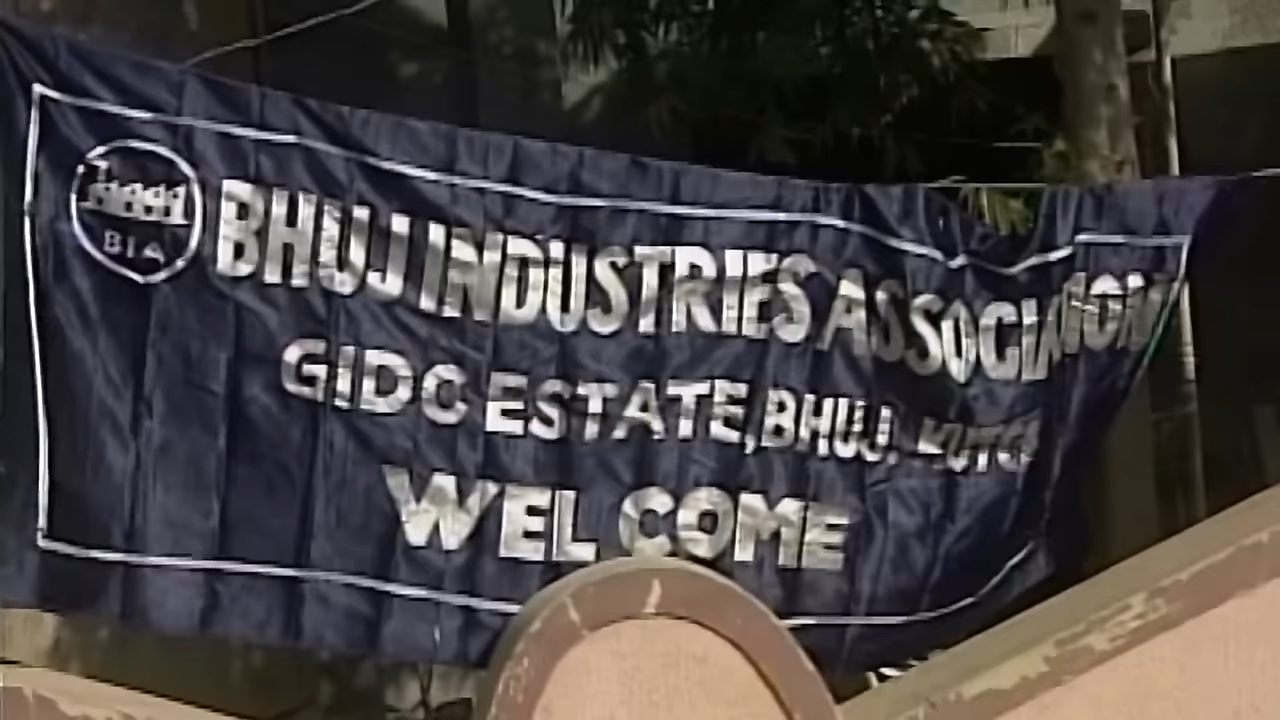 BIA
BHUJ INDUSTRIES ASSOCIATION
GIDC ESTATE, BHUJ. KUTCH
WEL COME